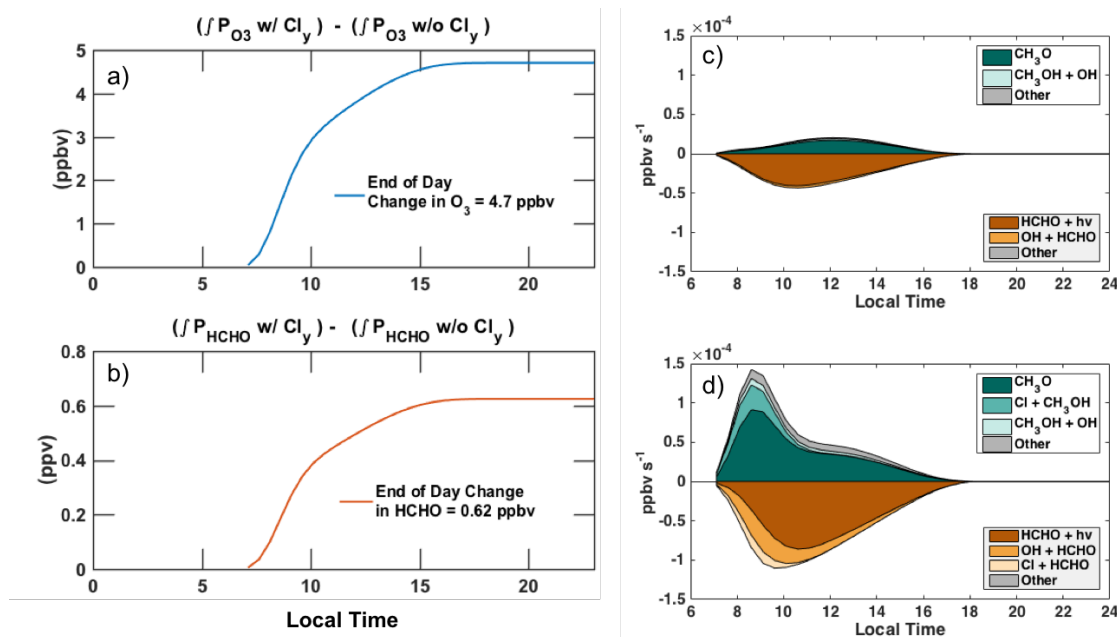 (∫P_O3 w/ Cl_y) - (∫P_O3 w/o Cl_y)
a)
5
4
3
2
1
0
(ppbv)
End of Day
Change in O_3 = 4.7 ppbv
0 5 10 15 20
(∫P_HCHO w/ Cl_y) - (∫P_HCHO w/o Cl_y)
b)
0.8
0.6
0.4
0.2
0
(ppv)
End of Day Change
in HCHO = 0.62 ppbv
0 5 10 15 20
Local Time
×10^-4
c)
1.5
1
0.5
0
-0.5
-1
-1.5
ppbv s^-1
CH_3O
CH_3OH + OH
Other
HCHO + hν
OH + HCHO
Other
6 8 10 12 14 16 18 20 22 24
Local Time
×10^-4
d)
1.5
1
0.5
0
-0.5
-1
-1.5
ppbv s^-1
CH_3O
Cl + CH_3OH
CH_3OH + OH
Other
HCHO + hν
OH + HCHO
Cl + HCHO
Other
6 8 10 12 14 16 18 20 22 24
Local Time